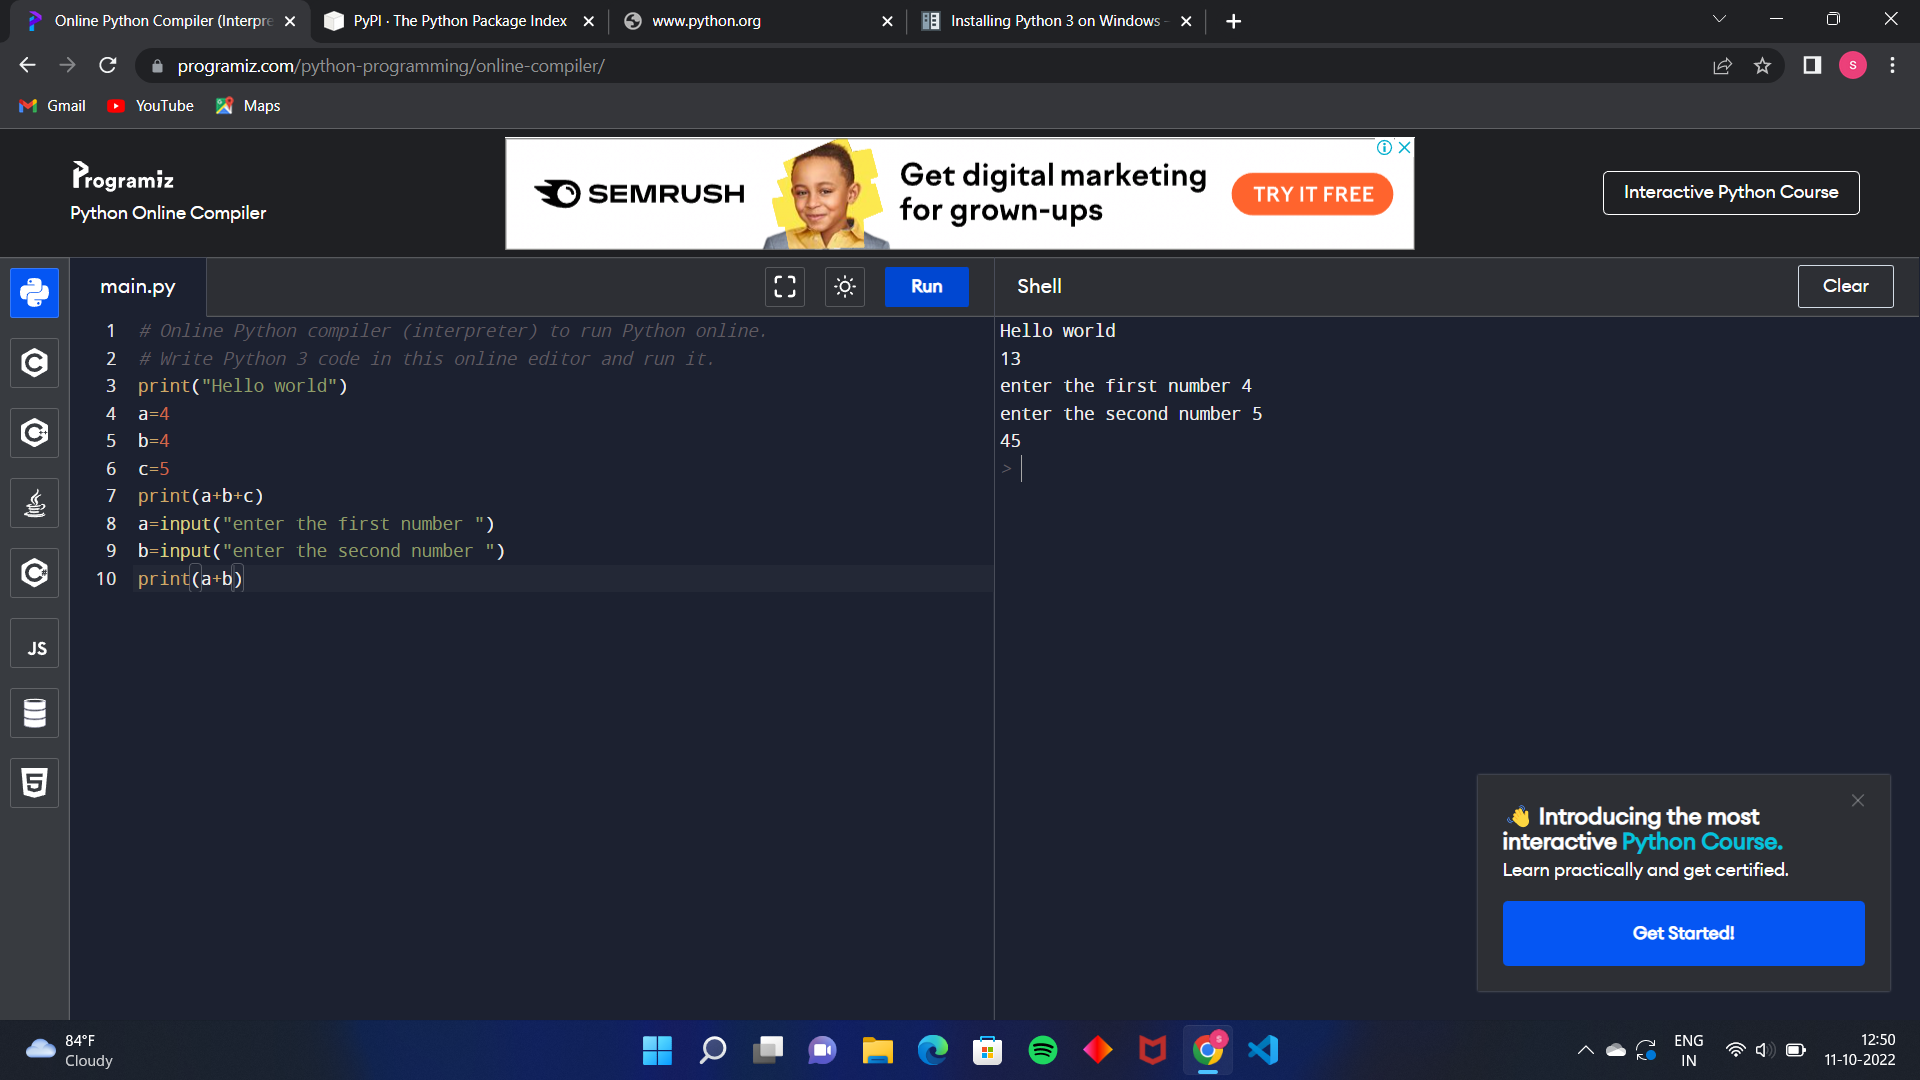 Online Python Compiler (Interpre
PyPI · The Python Package Index
www.python.org
Installing Python 3 on Windows -
programiz.com/python-programming/online-compiler/
S
Gmail
YouTube
Maps
Programiz
Python Online Compiler
SEMRUSH
Get digital marketing
for grown-ups
TRY IT FREE
Interactive Python Course
main.py
Run
Shell
Clear
1 # Online Python compiler (interpreter) to run Python online.
2 # Write Python 3 code in this online editor and run it.
3 print("Hello world")
4 a=4
5 b=4
6 c=5
7 print(a+b+c)
8 a=input("enter the first number ")
9 b=input("enter the second number ")
10 print(a+b)
Hello world
13
enter the first number 4
enter the second number 5
45
>
C
C++
C#
JS
5
👋 Introducing the most
interactive Python Course.
Learn practically and get certified.
Get Started!
84°F
Cloudy
S
ENG
IN
12:50
11-10-2022